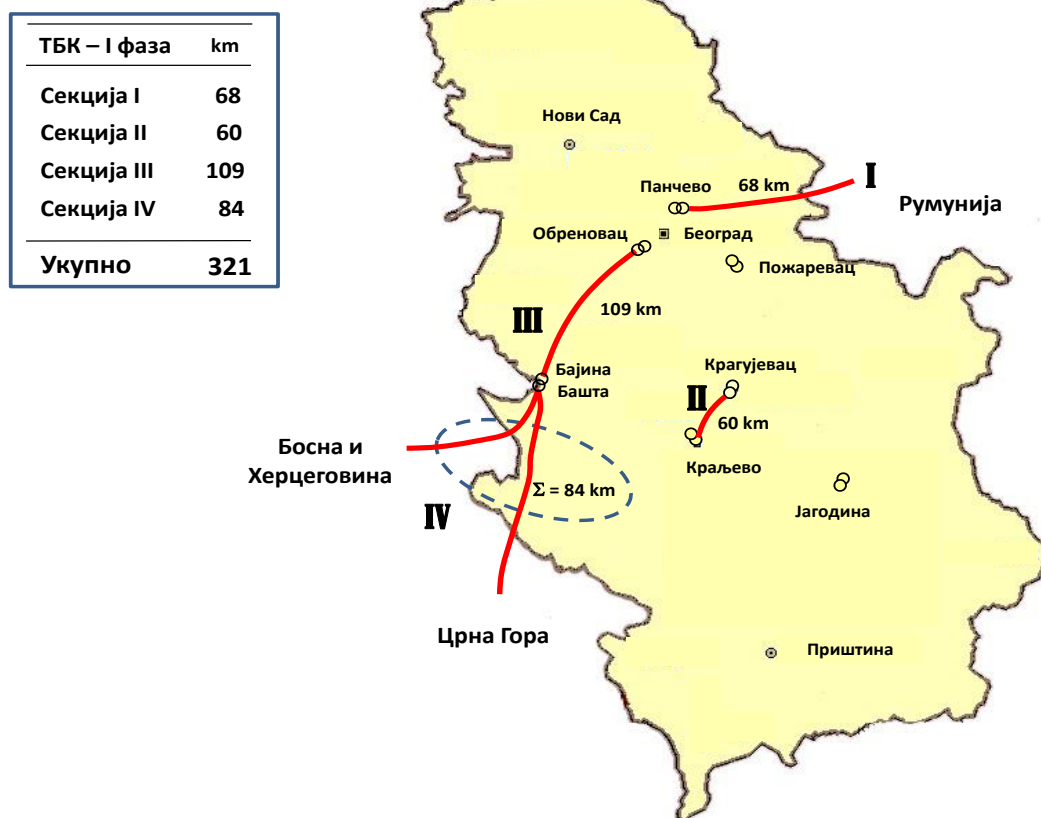 ТБК – I фаза km
Секција I 68
Секција II 60
Секција III 109
Секција IV 84
Укупно 321
Нови Сад
Панчево
68 km
I
Румунија
Обреновац
Београд
Пожаревац
109 km
III
Бајина
Башта
Крагујевац
II
60 km
Краљево
Босна и
Херцеговина
Σ = 84 km
IV
Јагодина
Црна Гора
Приштина